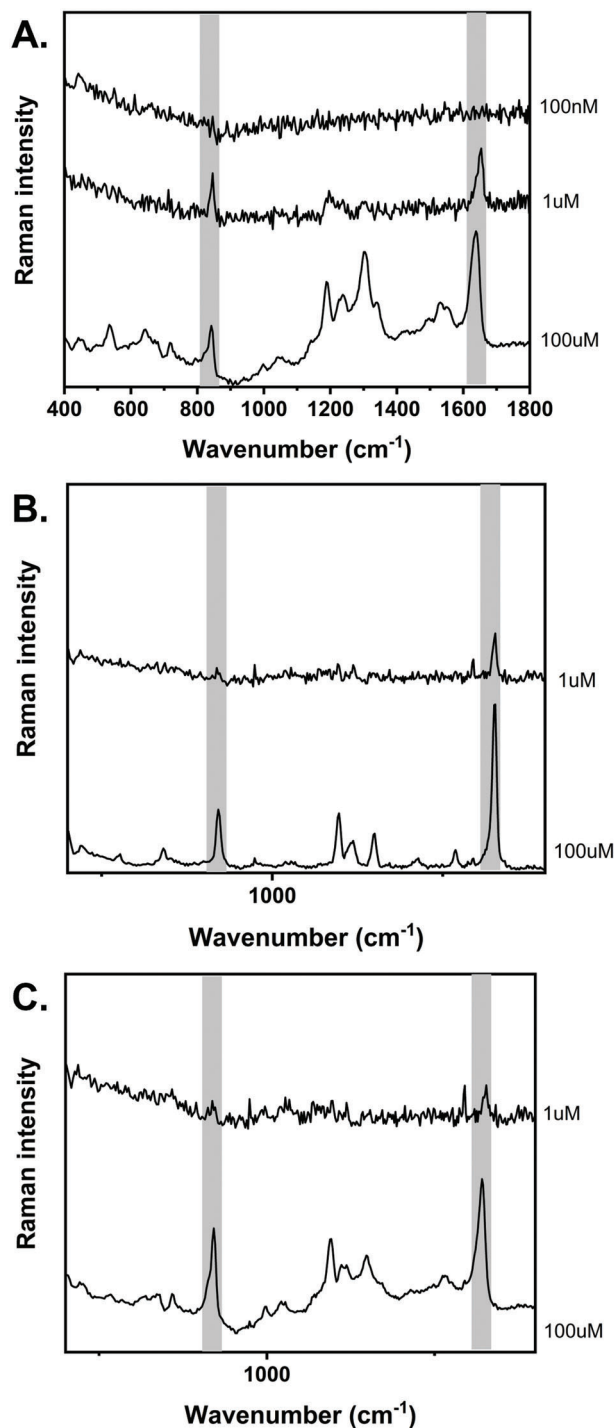 A.
Raman intensity
100nM
1uM
100uM
400 600 800 1000 1200 1400 1600 1800
Wavenumber (cm-1)
B.
Raman intensity
1uM
100uM
1000
Wavenumber (cm-1)
C.
Raman intensity
1uM
100uM
1000
Wavenumber (cm-1)